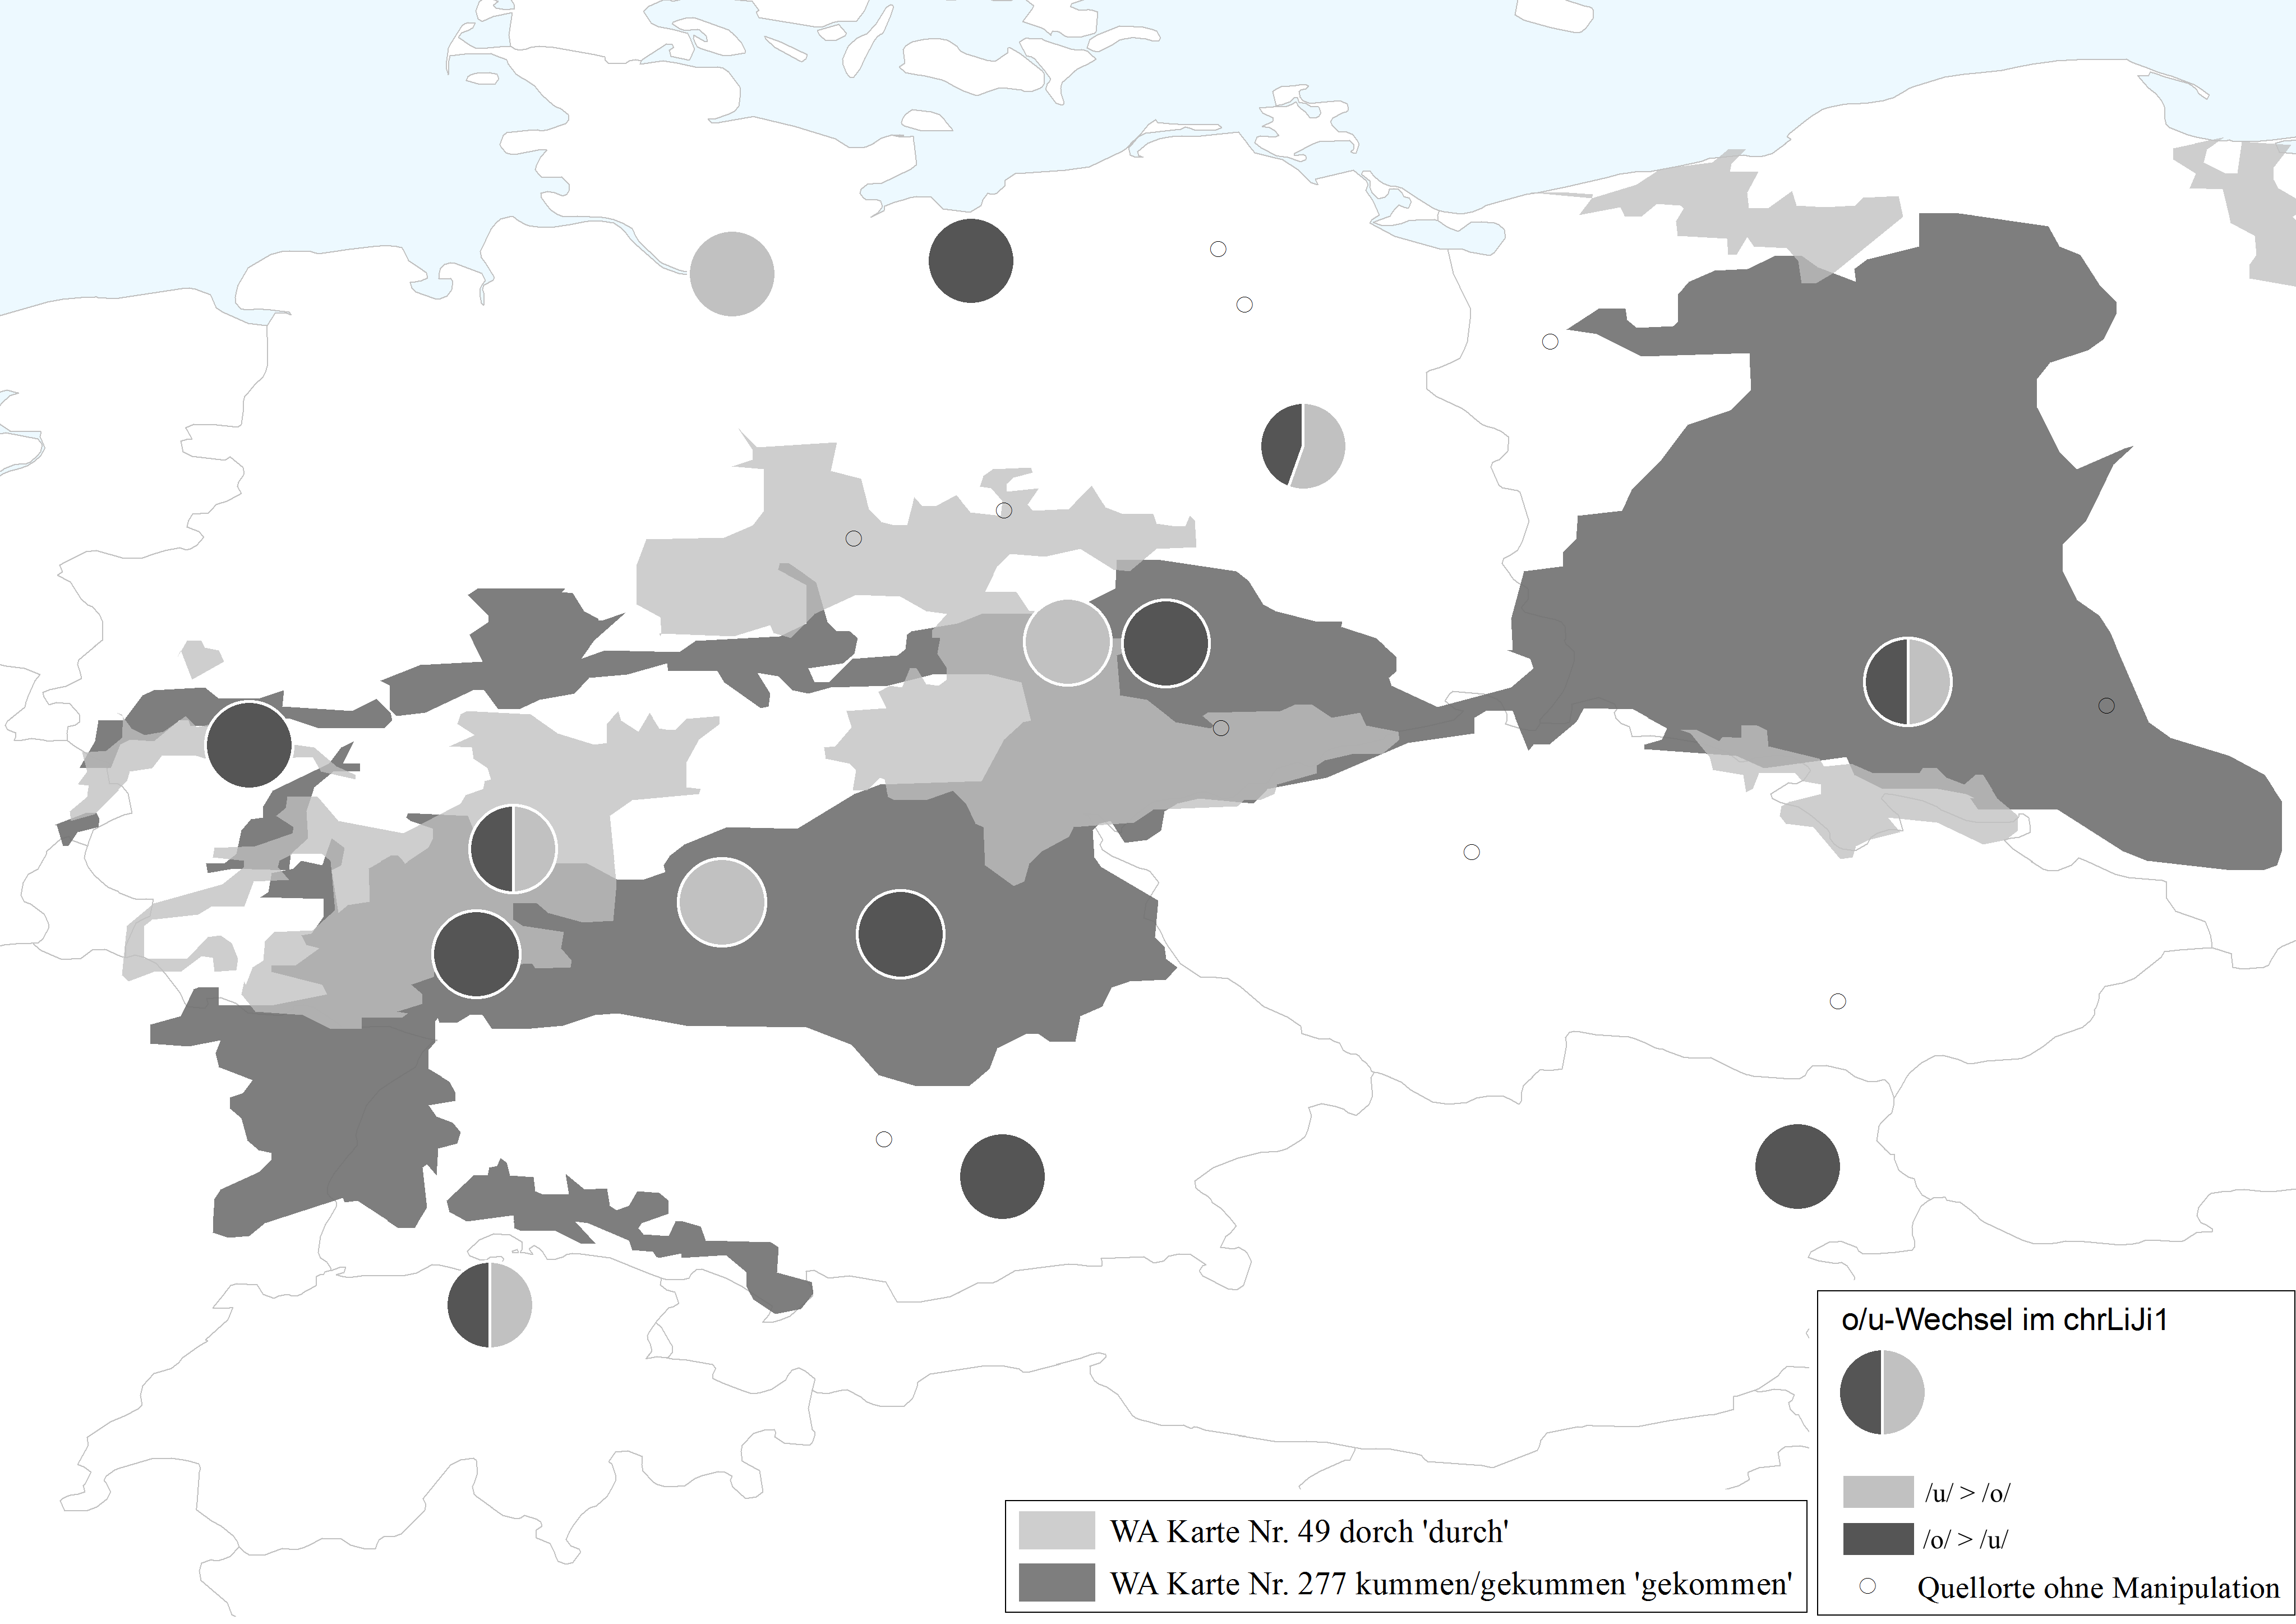 o/u-Wechsel im chrLiJi1
/u/ > /o/
/o/ > /u/
Quellorte ohne Manipulation
WA Karte Nr. 49 dorch 'durch'
WA Karte Nr. 277 kummen/gekummen 'gekommen'